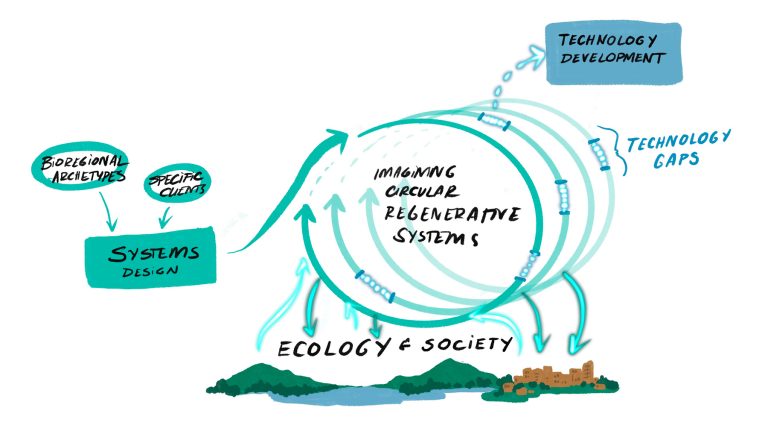 TECHNOLOGY
DEVELOPMENT
TECHNOLOGY
GAPS
BIOREGIONAL
ARCHETYPES
SPECIFIC
CLIENTS
SYSTEMS
DESIGN
IMAGINING
CIRCULAR
REGENERATIVE
SYSTEMS
ECOLOGY & SOCIETY